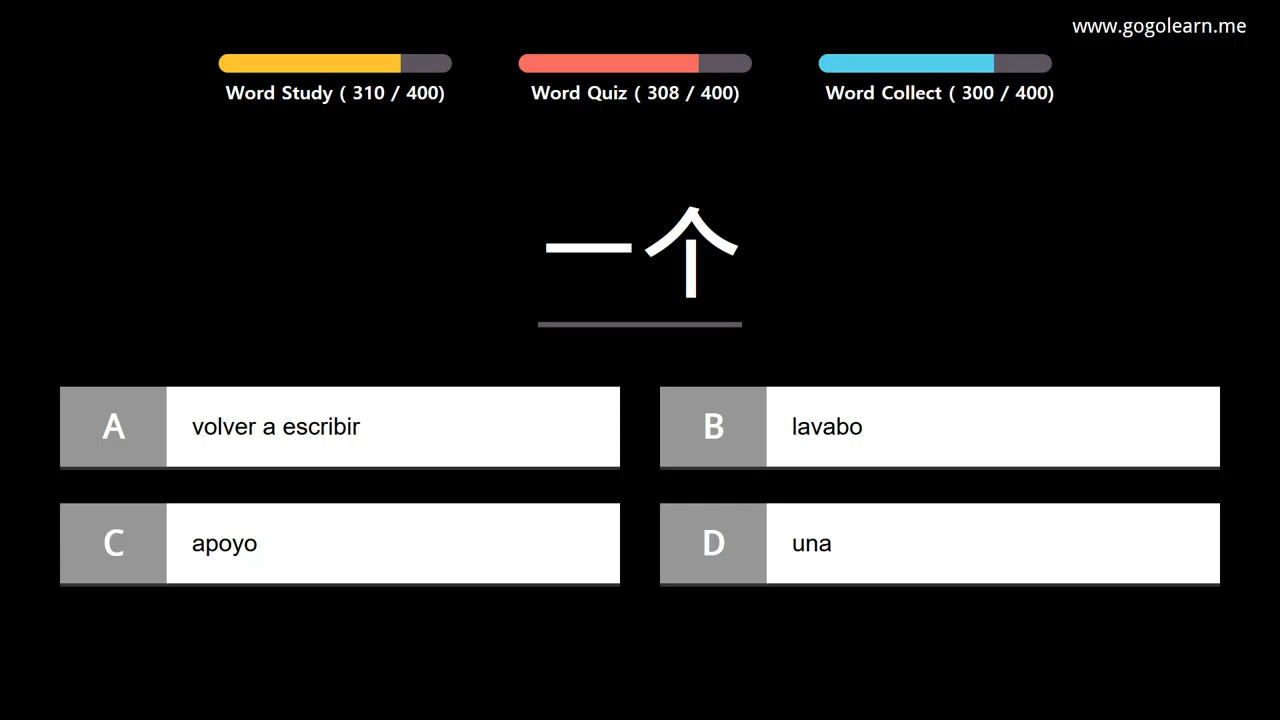 www.gogolearn.me
Word Study ( 310 / 400)
Word Quiz ( 308 / 400)
Word Collect ( 300 / 400)
一个
A volver a escribir
B lavabo
C apoyo
D una